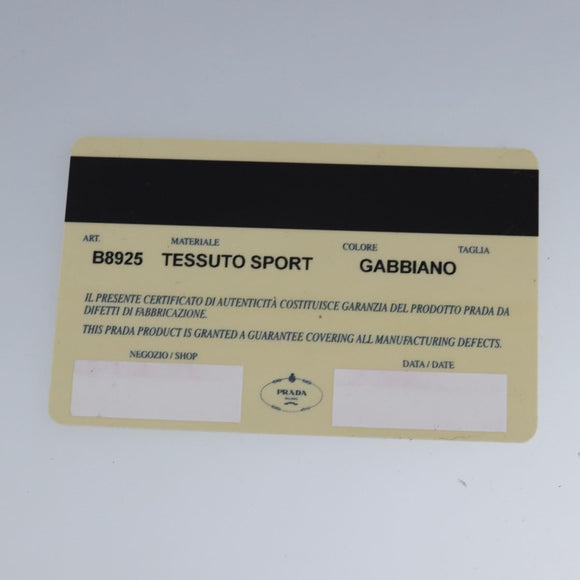 ART. MATERIALE COLORE TAGLIA
B8925 TESSUTO SPORT GABBIANO
IL PRESENTE CERTIFICATO DI AUTENTICITÀ COSTITUISCE GARANZIA DEL PRODOTTO PRADA DA
DIFETTI DI FABBRICAZIONE.
THIS PRADA PRODUCT IS GRANTED A GUARANTEE COVERING ALL MANUFACTURING DEFECTS.
NEGOZIO / SHOP DATA / DATE
PRADA
MILANO